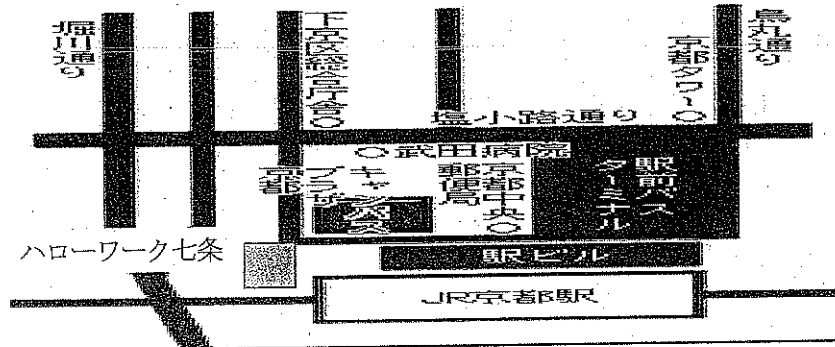 堀川通り
下京区総合庁舎○
京都タワー○
烏丸通り
塩小路通り
○武田病院
京都
キャンパス
プラザ
京都中央○
郵便局
駅前バス
ターミナル
ハローワーク七条
駅ビル
JR京都駅